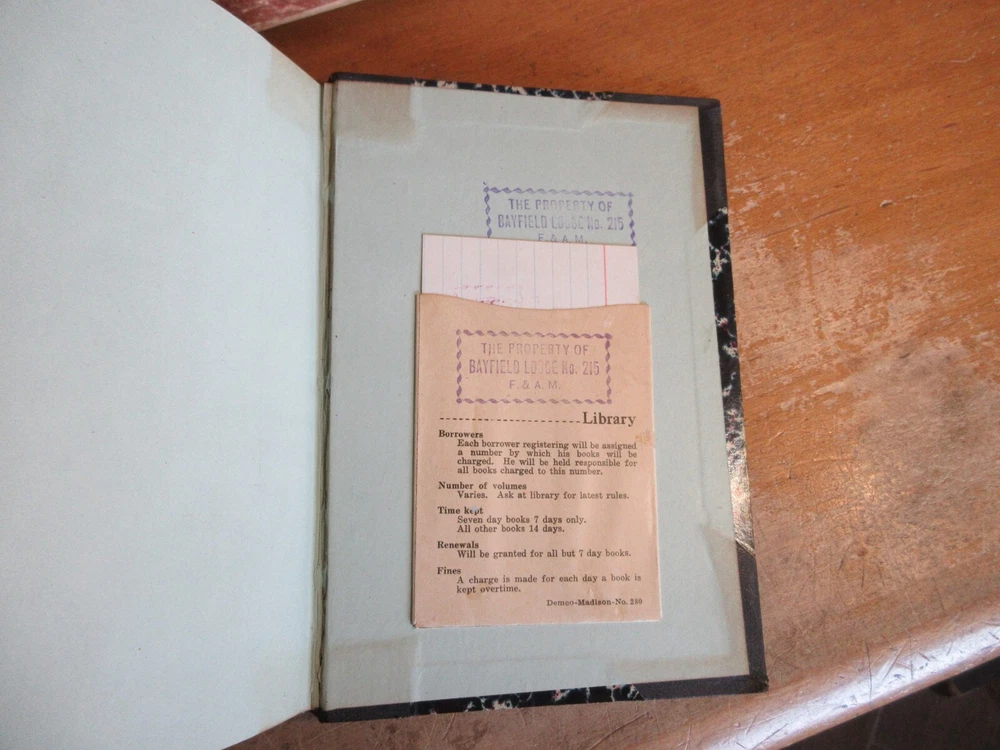 THE PROPERTY OF
BAYFIELD LODGE No. 215
F. & A. M.
THE PROPERTY OF
BAYFIELD LODGE No. 215
F. & A. M.
Library
Borrowers
Each borrower registering will be assigned
a number by which his books will be
charged. He will be held responsible for
all books charged to this number.
Number of volumes
Varies. Ask at library for latest rules.
Time kept
Seven day books 7 days only.
All other books 14 days.
Renewals
Will be granted for all but 7 day books.
Fines
A charge is made for each day a book is
kept overtime.
Demco-Madison-No. 280